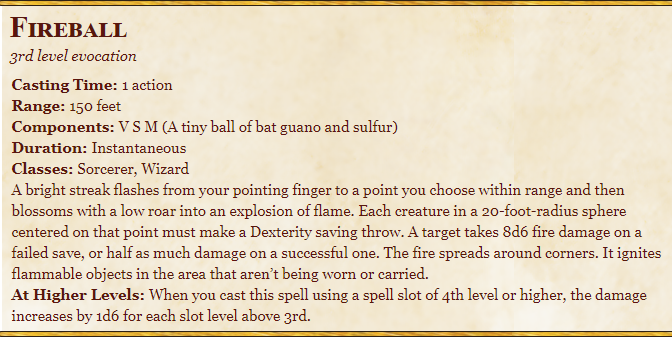 Fireball
3rd level evocation
Casting Time: 1 action
Range: 150 feet
Components: V S M (A tiny ball of bat guano and sulfur)
Duration: Instantaneous
Classes: Sorcerer, Wizard
A bright streak flashes from your pointing finger to a point you choose within range and then
blossoms with a low roar into an explosion of flame. Each creature in a 20-foot-radius sphere
centered on that point must make a Dexterity saving throw. A target takes 8d6 fire damage on a
failed save, or half as much damage on a successful one. The fire spreads around corners. It ignites
flammable objects in the area that aren't being worn or carried.
At Higher Levels: When you cast this spell using a spell slot of 4th level or higher, the damage
increases by 1d6 for each slot level above 3rd.